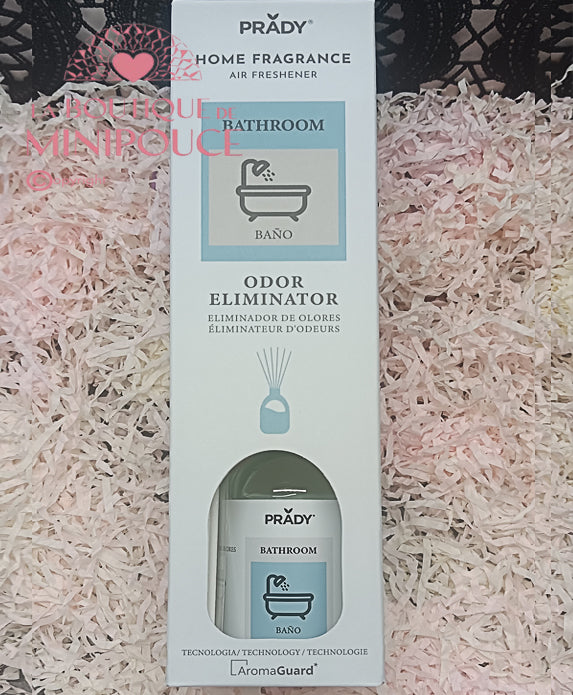 PRADY®
HOME FRAGRANCE
AIR FRESHENER
LA BOUTIQUE DE
MINIPOUCE
BATHROOM
BAÑO
ODOR
ELIMINATOR
ELIMINADOR DE OLORES
ÉLIMINATEUR D'ODEURS
PRADY
BATHROOM
BAÑO
TECNOLOGIA/ TECHNOLOGY/ TECHNOLOGIE
AromaGuard+